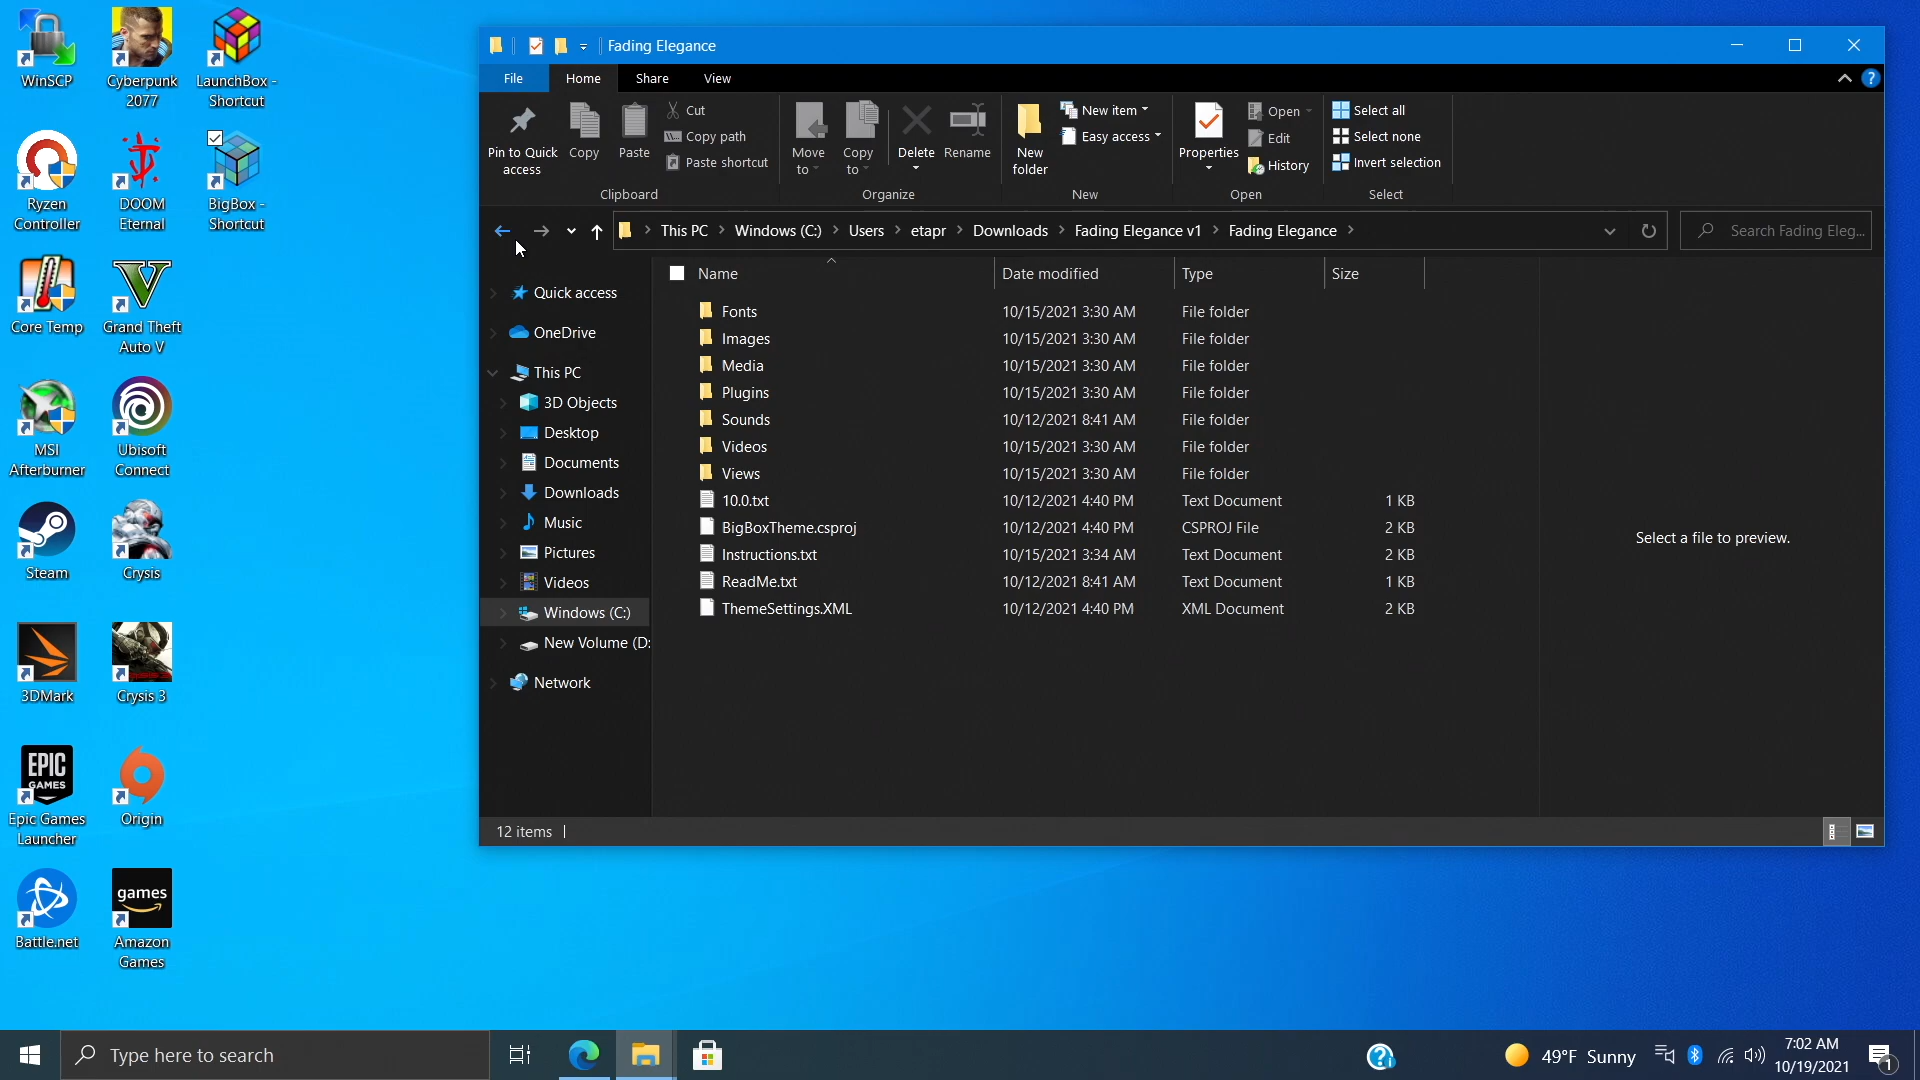 WinSCP
Cyberpunk
2077
LaunchBox -
Shortcut
Ryzen
Controller
DOOM
Eternal
BigBox -
Shortcut
Core Temp
Grand Theft
Auto V
MSI
Afterburner
Ubisoft
Connect
Steam
Crysis
3DMark
Crysis 3
EPIC
GAMES
Epic Games
Launcher
Origin
Battle.net
games
Amazon
Games
Fading Elegance
File
Home
Share
View
?
Pin to Quick
access
Copy
Paste
Cut
Copy path
Paste shortcut
Clipboard
Move
to
Copy
to
Delete
Rename
Organize
New
folder
New item
Easy access
New
Properties
Open
Edit
History
Open
Select all
Select none
Invert selection
Select
This PC > Windows (C:) > Users > etapr > Downloads > Fading Elegance v1 > Fading Elegance >
Search Fading Eleg...
Quick access
OneDrive
This PC
3D Objects
Desktop
Documents
Downloads
Music
Pictures
Videos
Windows (C:)
New Volume (D:
Network
Name Date modified Type Size
Fonts 10/15/2021 3:30 AM File folder
Images 10/15/2021 3:30 AM File folder
Media 10/15/2021 3:30 AM File folder
Plugins 10/15/2021 3:30 AM File folder
Sounds 10/12/2021 8:41 AM File folder
Videos 10/15/2021 3:30 AM File folder
Views 10/15/2021 3:30 AM File folder
10.0.txt 10/12/2021 4:40 PM Text Document 1 KB
BigBoxTheme.csproj 10/12/2021 4:40 PM CSPROJ File 2 KB
Instructions.txt 10/15/2021 3:34 AM Text Document 2 KB
ReadMe.txt 10/12/2021 8:41 AM Text Document 1 KB
ThemeSettings.XML 10/12/2021 4:40 PM XML Document 2 KB
Select a file to preview.
12 items
Type here to search
49°F Sunny
7:02 AM
10/19/2021
1